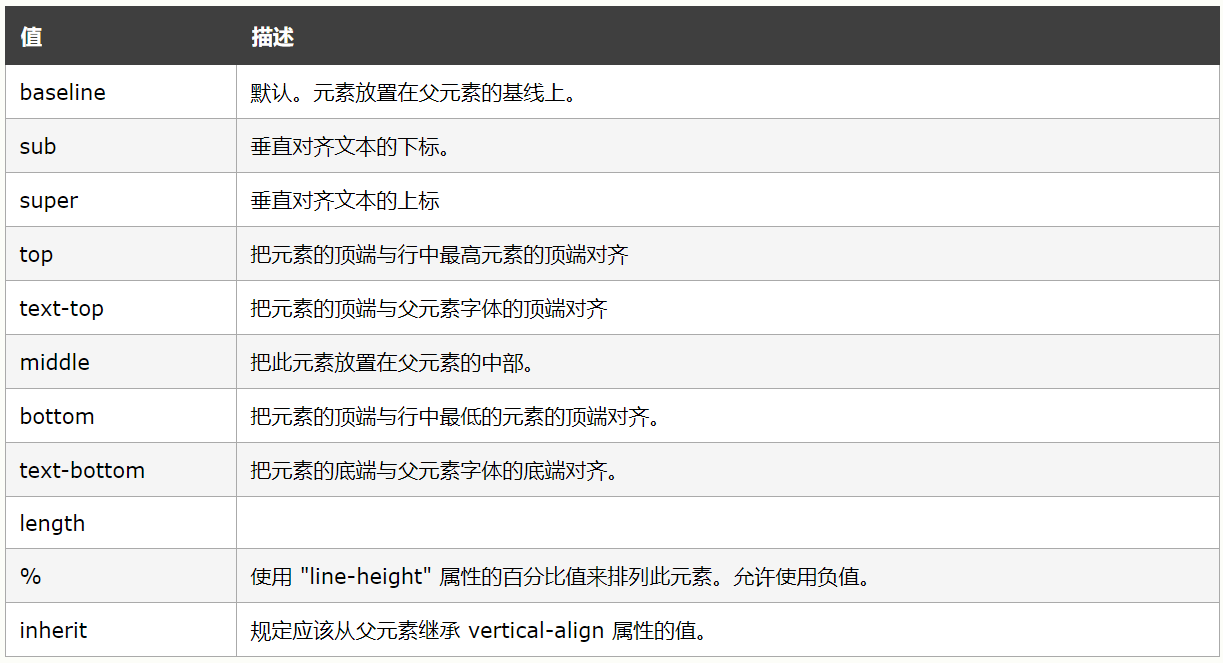 值 描述
baseline 默认。元素放置在父元素的基线上。
sub 垂直对齐文本的下标。
super 垂直对齐文本的上标
top 把元素的顶端与行中最高元素的顶端对齐
text-top 把元素的顶端与父元素字体的顶端对齐
middle 把此元素放置在父元素的中部。
bottom 把元素的顶端与行中最低的元素的顶端对齐。
text-bottom 把元素的底端与父元素字体的底端对齐。
length
% 使用 "line-height" 属性的百分比值来排列此元素。允许使用负值。
inherit 规定应该从父元素继承 vertical-align 属性的值。